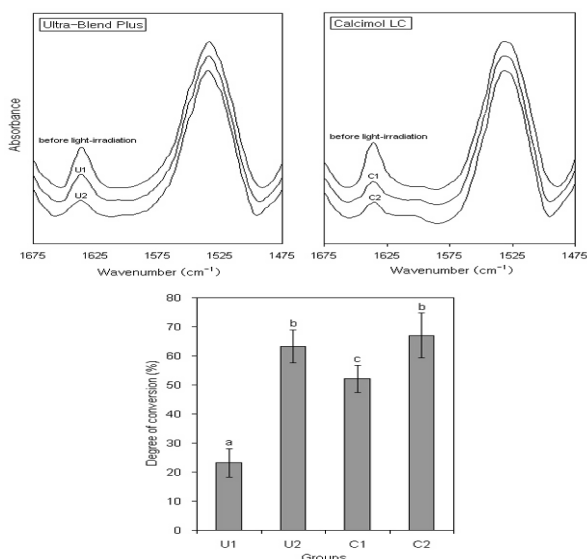 Ultra-Blend Plus
Absorbance
before light-irradiation
U1
U2
1675 1625 1575 1525 1475
Wavenumber (cm⁻¹)
Calcimol LC
before light-irradiation
C1
C2
1675 1625 1575 1525 1475
Wavenumber (cm⁻¹)
Degree of conversion (%)
80
70
60
50
40
30
20
10
0
a
b
c
b
U1 U2 C1 C2
Groups